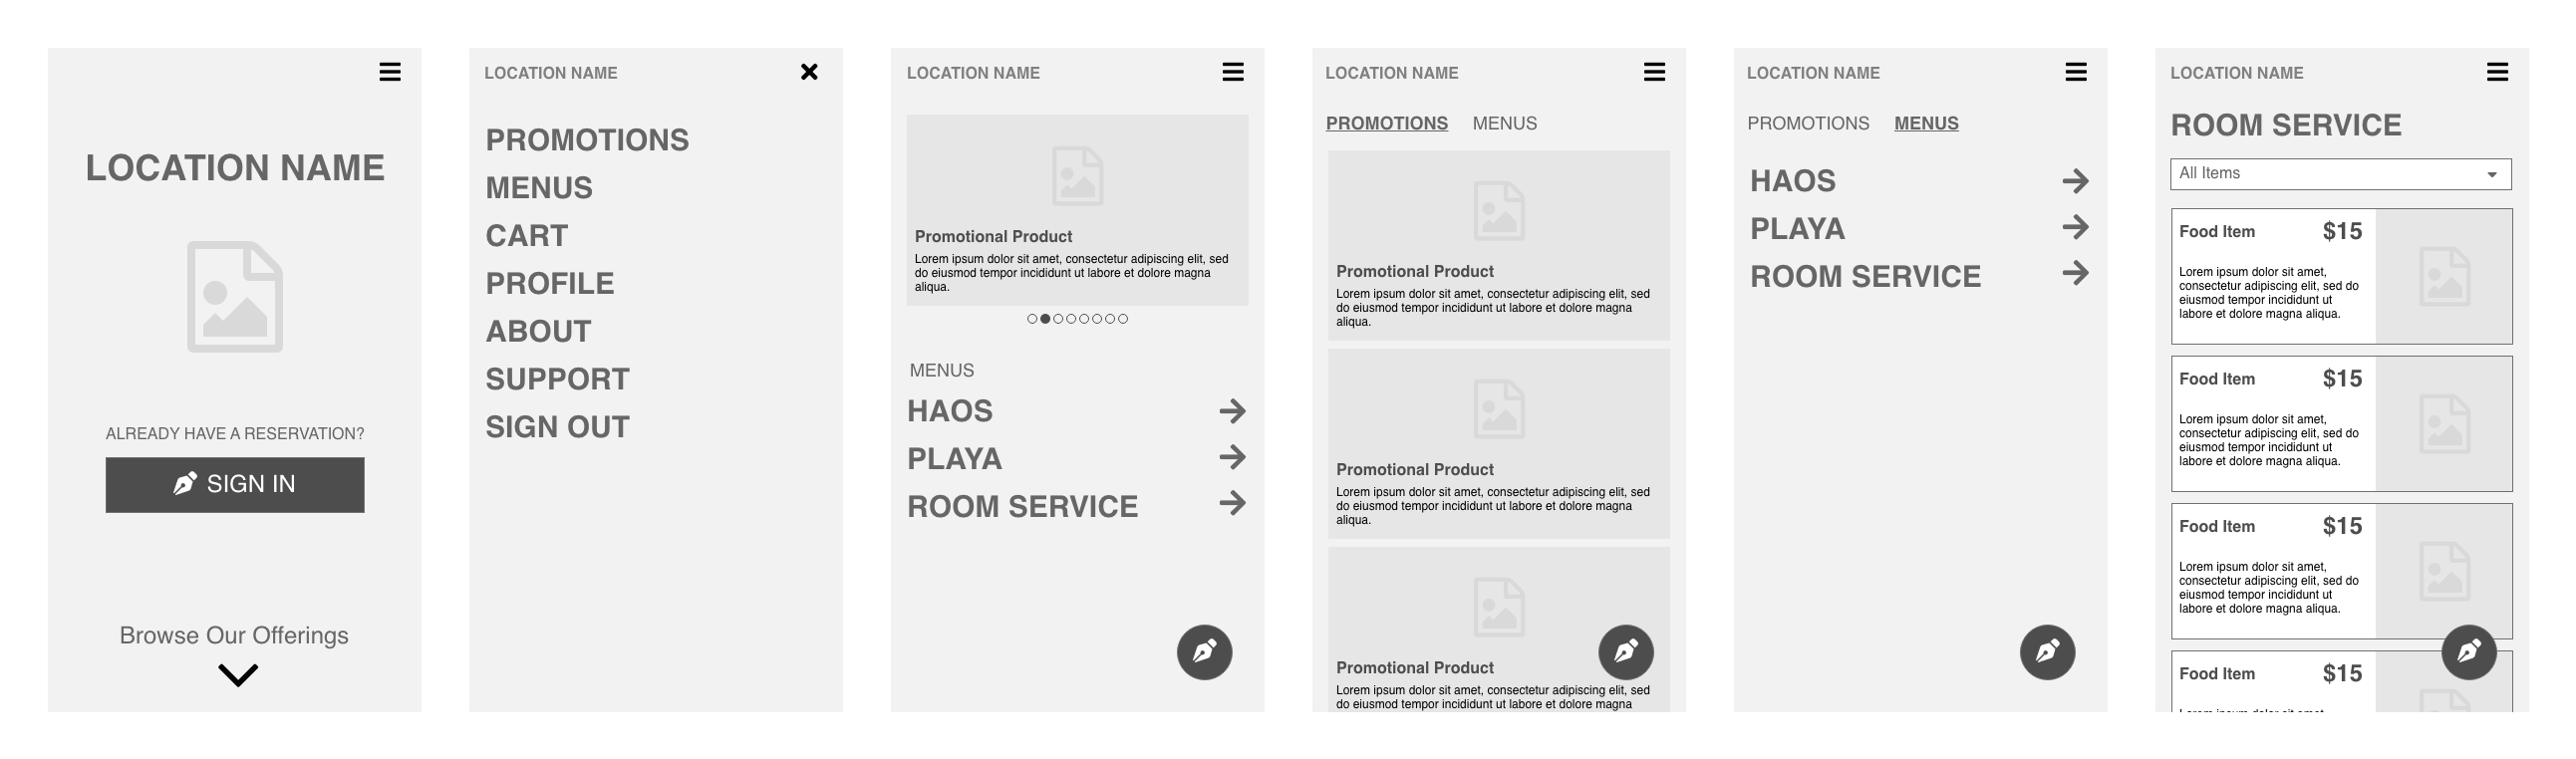 LOCATION NAME
ALREADY HAVE A RESERVATION?
SIGN IN
Browse Our Offerings
LOCATION NAME
PROMOTIONS
MENUS
CART
PROFILE
ABOUT
SUPPORT
SIGN OUT
LOCATION NAME
Promotional Product
Lorem ipsum dolor sit amet, consectetur adipiscing elit, sed
do eiusmod tempor incididunt ut labore et dolore magna
aliqua.
MENUS
HAOS
PLAYA
ROOM SERVICE
LOCATION NAME
PROMOTIONS MENUS
Promotional Product
Lorem ipsum dolor sit amet, consectetur adipiscing elit, sed
do eiusmod tempor incididunt ut labore et dolore magna
aliqua.
Promotional Product
Lorem ipsum dolor sit amet, consectetur adipiscing elit, sed
do eiusmod tempor incididunt ut labore et dolore magna
aliqua.
Promotional Product
Lorem ipsum dolor sit amet, consectetur adipiscing elit, sed
do eiusmod tempor incididunt ut labore et dolore magna
LOCATION NAME
PROMOTIONS MENUS
HAOS
PLAYA
ROOM SERVICE
LOCATION NAME
ROOM SERVICE
All Items
Food Item $15
Lorem ipsum dolor sit amet,
consectetur adipiscing elit, sed do
eiusmod tempor incididunt ut
labore et dolore magna aliqua.
Food Item $15
Lorem ipsum dolor sit amet,
consectetur adipiscing elit, sed do
eiusmod tempor incididunt ut
labore et dolore magna aliqua.
Food Item $15
Lorem ipsum dolor sit amet,
consectetur adipiscing elit, sed do
eiusmod tempor incididunt ut
labore et dolore magna aliqua.
Food Item $15